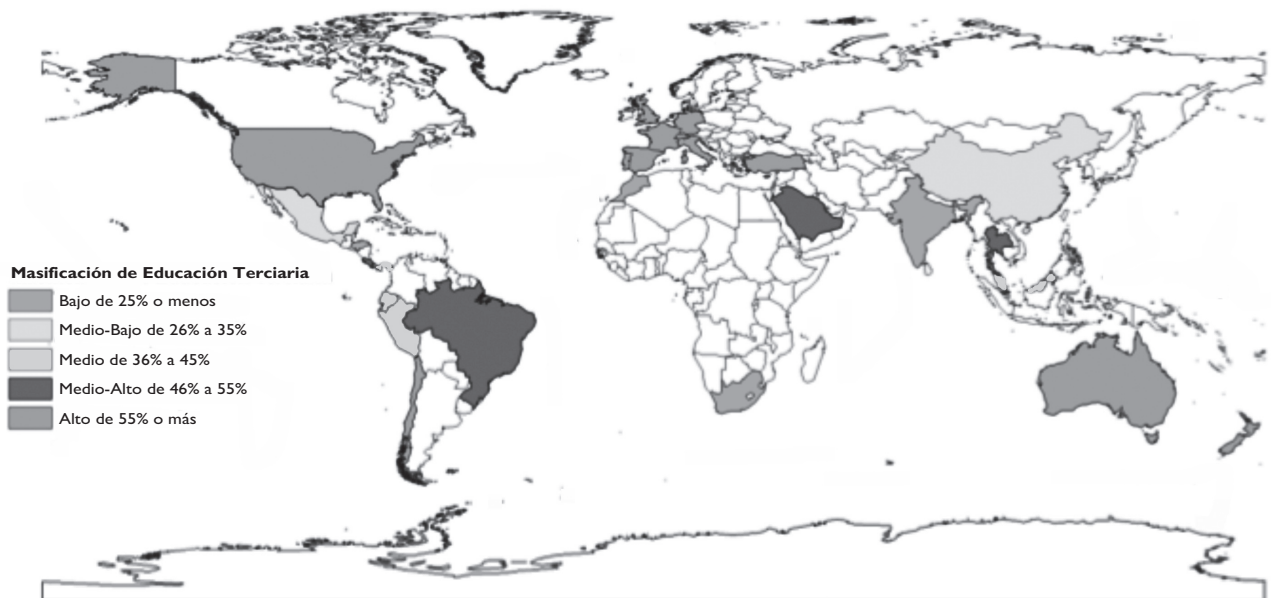 Masificación de Educación Terciaria
Bajo de 25% o menos
Medio-Bajo de 26% a 35%
Medio de 36% a 45%
Medio-Alto de 46% a 55%
Alto de 55% o más